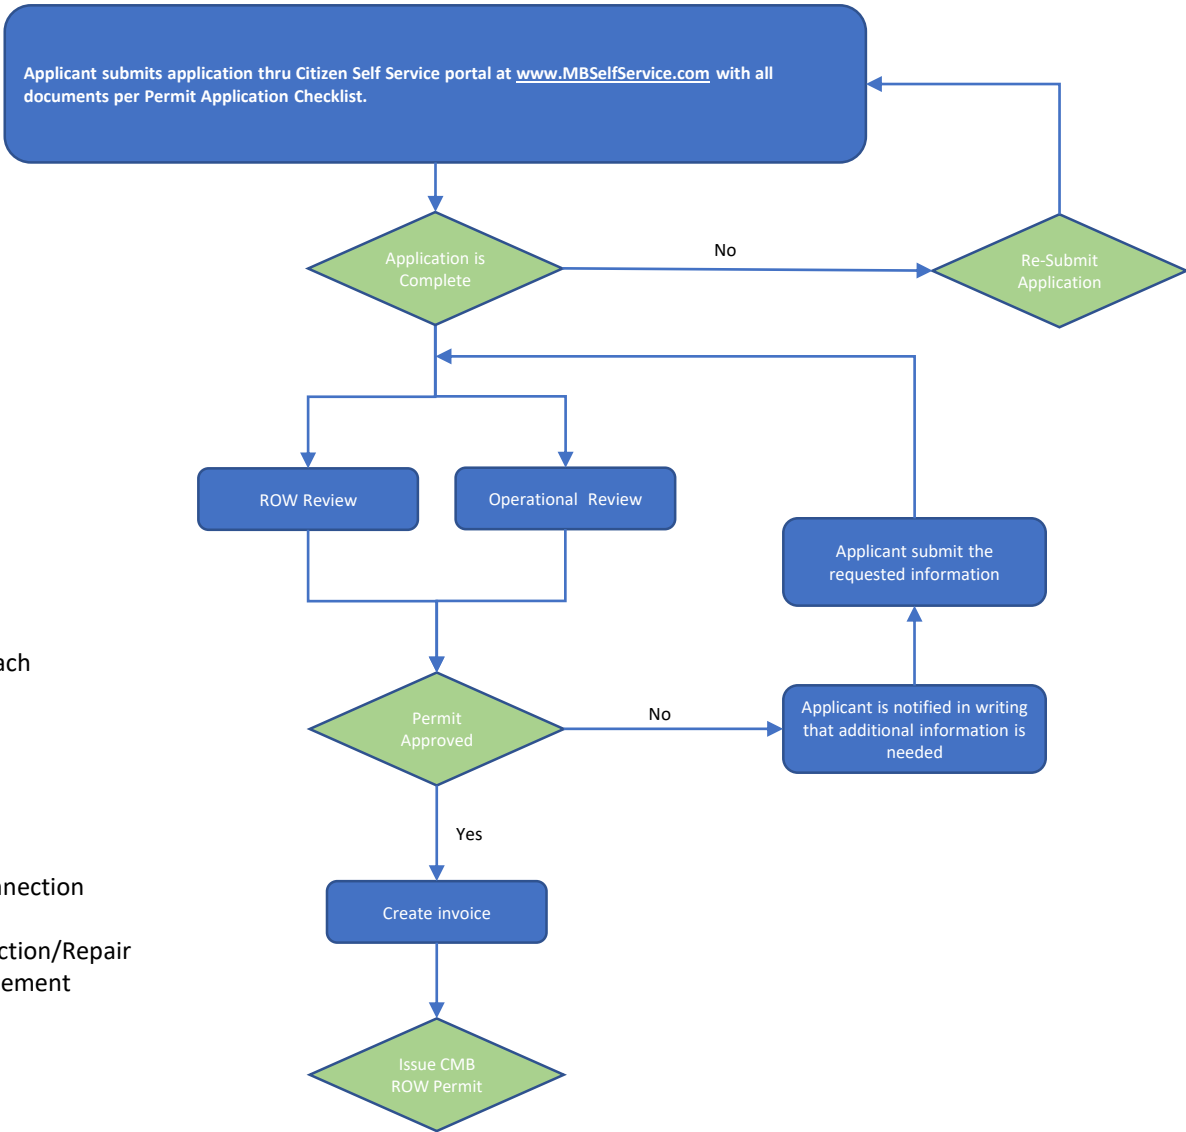 Applicant submits application thru Citizen Self Service portal at www.MBSelfService.com with all
documents per Permit Application Checklist.
Application is
Complete
No
Re-Submit
Application
ROW Review
Operational  Review
Applicant submit the
requested information
ach
Permit
Approved
No
Applicant is notified in writing
that additional information is
needed
Yes
nnection
Create invoice
ction/Repair
ement
Issue CMB
ROW Permit